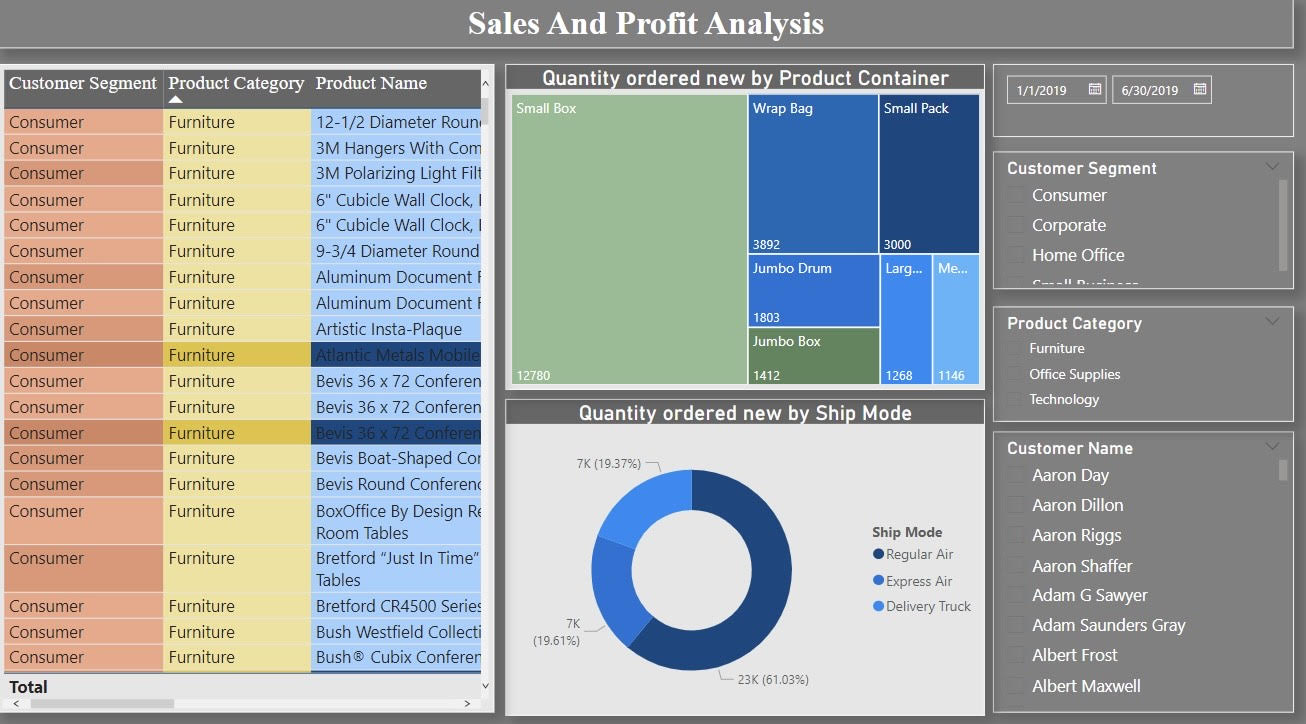 Sales And Profit Analysis
Customer Segment Product Category Product Name
Consumer Furniture 12-1/2 Diameter Roun
Consumer Furniture 3M Hangers With Com
Consumer Furniture 3M Polarizing Light Filt
Consumer Furniture 6" Cubicle Wall Clock,
Consumer Furniture 6" Cubicle Wall Clock,
Consumer Furniture 9-3/4 Diameter Round
Consumer Furniture Aluminum Document
Consumer Furniture Aluminum Document
Consumer Furniture Artistic Insta-Plaque
Consumer Furniture Atlantic Metals Mobile
Consumer Furniture Bevis 36 x 72 Conferen
Consumer Furniture Bevis 36 x 72 Conferen
Consumer Furniture Bevis 36 x 72 Conferen
Consumer Furniture Bevis Boat-Shaped Con
Consumer Furniture Bevis Round Conferenc
Consumer Furniture BoxOffice By Design Re
Room Tables
Consumer Furniture Bretford “Just In Time”
Tables
Consumer Furniture Bretford CR4500 Series
Consumer Furniture Bush Westfield Collecti
Consumer Furniture Bush® Cubix Conferen
Total
Quantity ordered new by Product Container
Small Box
12780
Wrap Bag
3892
Small Pack
3000
Jumbo Drum
1803
Jumbo Box
1412
Larg...
1268
Me...
1146
Quantity ordered new by Ship Mode
7K (19.37%)
7K
(19.61%)
23K (61.03%)
Ship Mode
Regular Air
Express Air
Delivery Truck
1/1/2019 6/30/2019
Customer Segment
Consumer
Corporate
Home Office
Small Business
Product Category
Furniture
Office Supplies
Technology
Customer Name
Aaron Day
Aaron Dillon
Aaron Riggs
Aaron Shaffer
Adam G Sawyer
Adam Saunders Gray
Albert Frost
Albert Maxwell